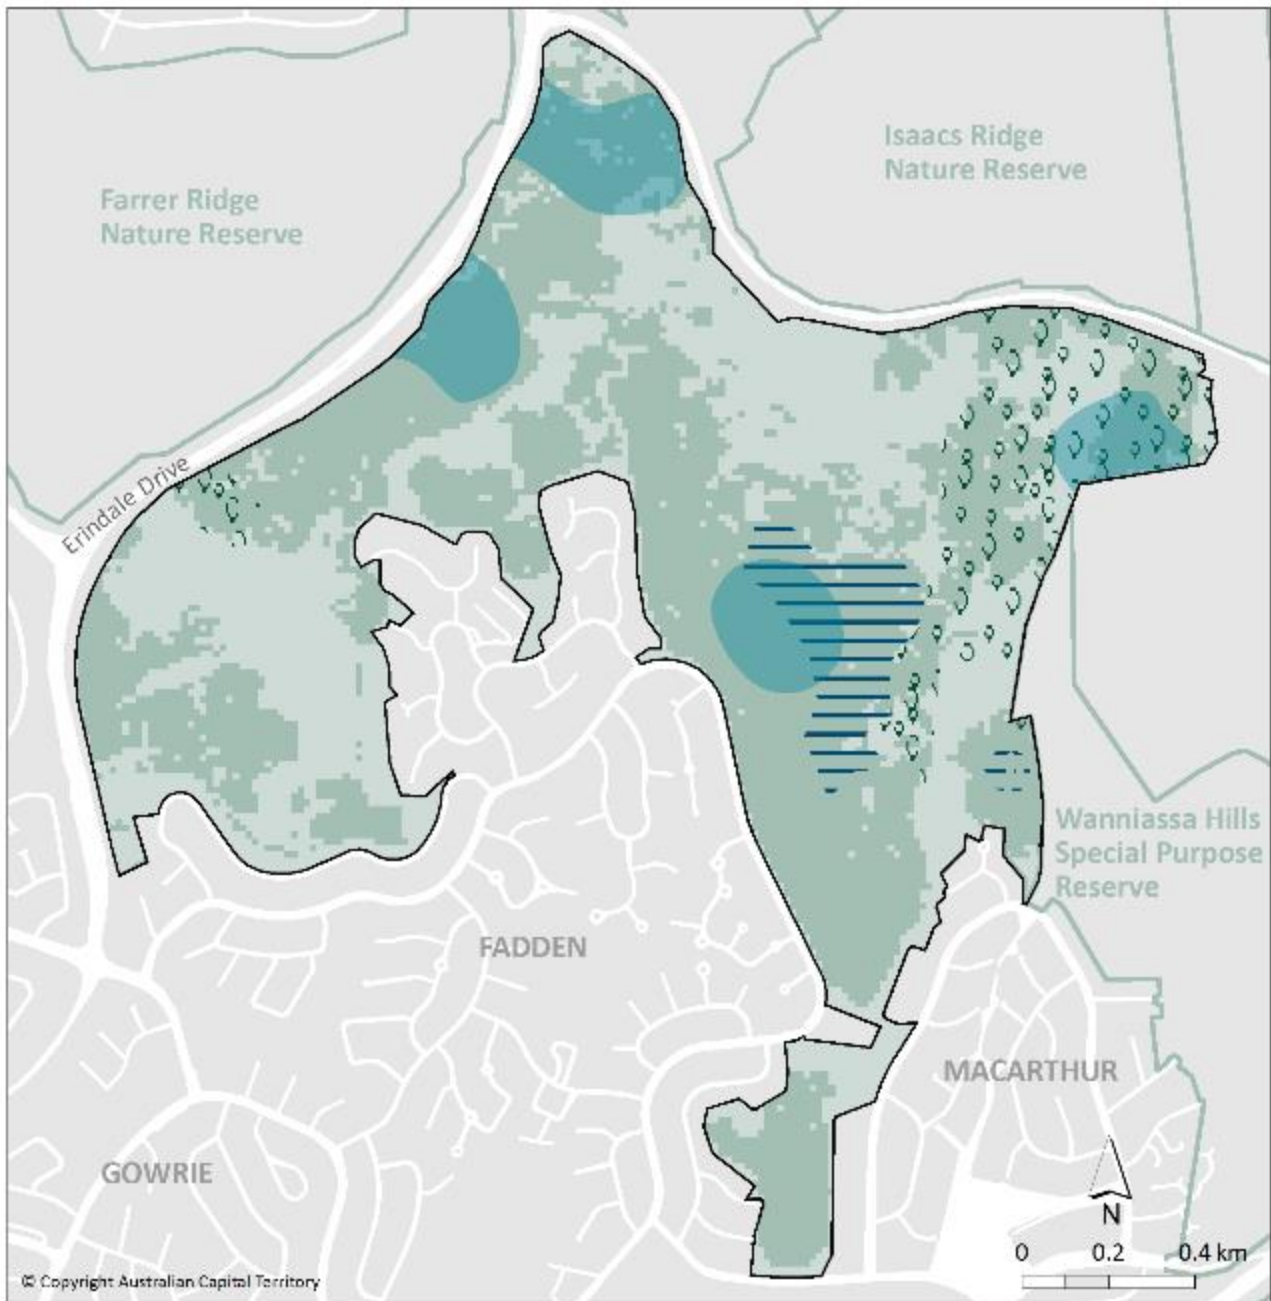 Isaacs Ridge
Nature Reserve
Farrer Ridge
Nature Reserve
Erindale Drive
Wanniassa Hills
Special Purpose
Reserve
FADDEN
MACARTHUR
GOWRIE
N
0 0.2 0.4 km
© Copyright Australian Capital Territory